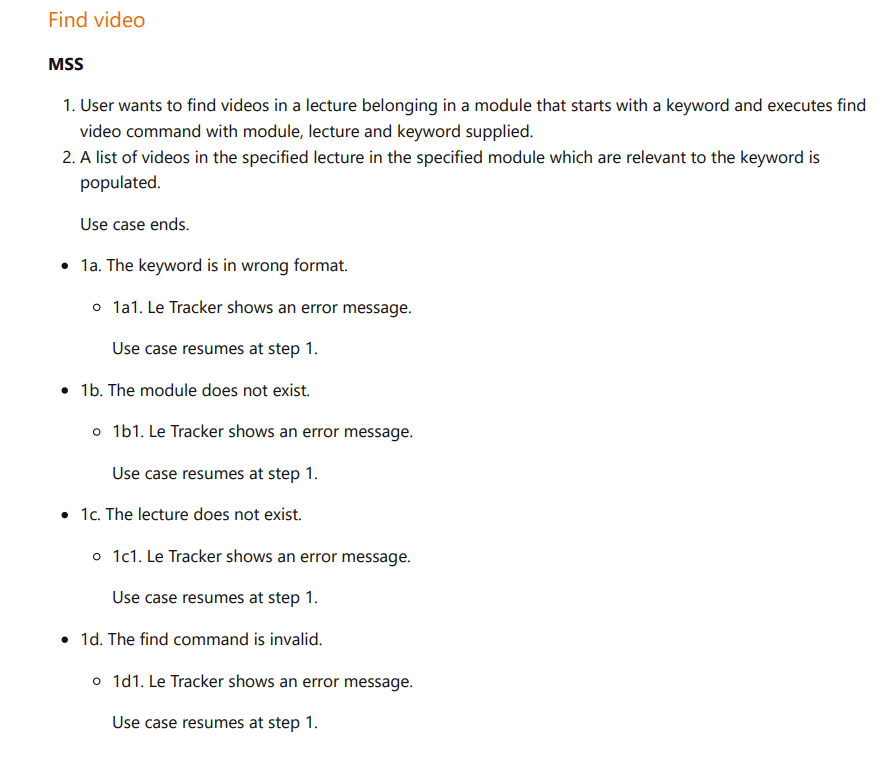 Find video
MSS
1. User wants to find videos in a lecture belonging in a module that starts with a keyword and executes find
video command with module, lecture and keyword supplied.
2. A list of videos in the specified lecture in the specified module which are relevant to the keyword is
populated.
Use case ends.
• 1a. The keyword is in wrong format.
○ 1a1. Le Tracker shows an error message.
Use case resumes at step 1.
• 1b. The module does not exist.
○ 1b1. Le Tracker shows an error message.
Use case resumes at step 1.
• 1c. The lecture does not exist.
○ 1c1. Le Tracker shows an error message.
Use case resumes at step 1.
• 1d. The find command is invalid.
○ 1d1. Le Tracker shows an error message.
Use case resumes at step 1.